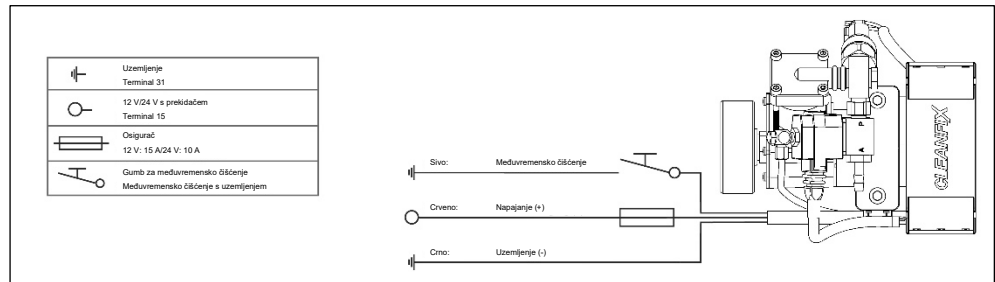 Uzemljenje
Terminal 31
12 V/24 V s prekidačem
Terminal 15
Osigurač
12 V: 15 A/24 V: 10 A
Gumb za međuvremensko čišćenje
Međuvremensko čišćenje s uzemljenjem
Sivo: Međuvremensko čišćenje
Crveno: Napajanje (+)
Crno: Uzemljenje (-)
A P
CLEANFIX